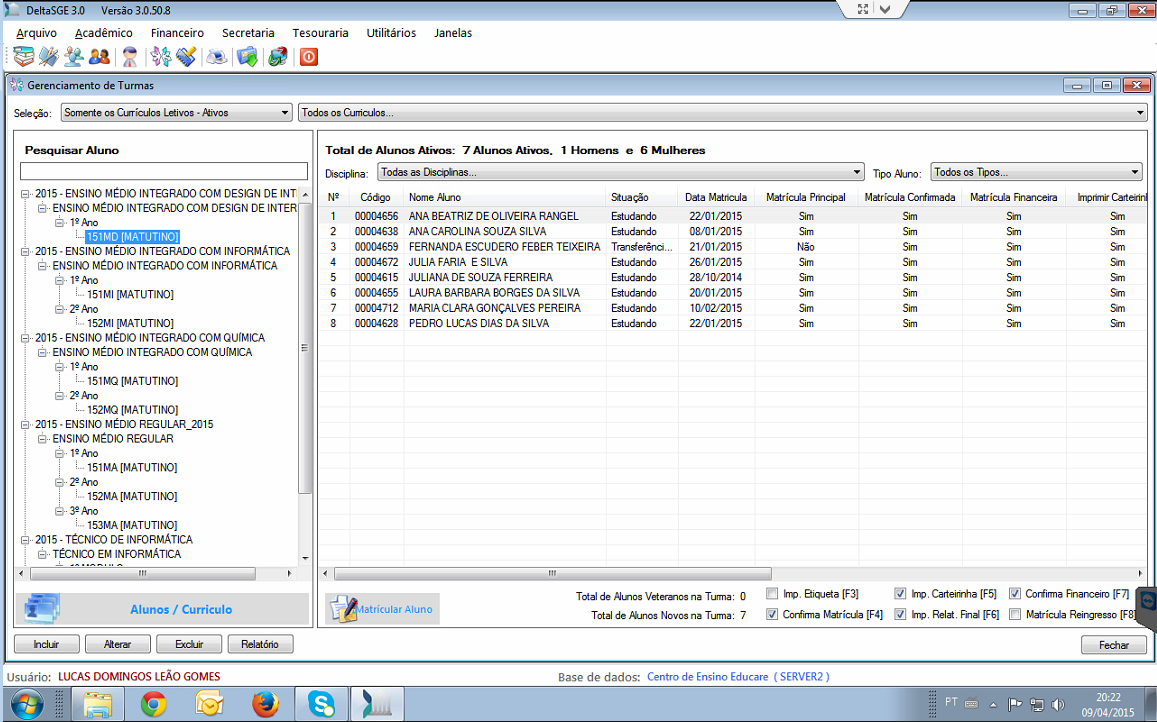 DeltaSGE 3.0 Versão 3.0.50.8
Arquivo Acadêmico Financeiro Secretaria Tesouraria Utilitários Janelas
Gerenciamento de Turmas
Seleção: Somente os Currículos Letivos - Ativos Todos os Curriculos...
Pesquisar Aluno
2015 - ENSINO MÉDIO INTEGRADO COM DESIGN DE INT
ENSINO MÉDIO INTEGRADO COM DESIGN DE INTER
1º Ano
151MD [MATUTINO]
2015 - ENSINO MÉDIO INTEGRADO COM INFORMÁTICA
ENSINO MÉDIO INTEGRADO COM INFORMÁTICA
1º Ano
151MI [MATUTINO]
2º Ano
152MI [MATUTINO]
2015 - ENSINO MÉDIO INTEGRADO COM QUÍMICA
ENSINO MÉDIO INTEGRADO COM QUÍMICA
1º Ano
151MQ [MATUTINO]
2º Ano
152MQ [MATUTINO]
2015 - ENSINO MÉDIO REGULAR_2015
ENSINO MÉDIO REGULAR
1º Ano
151MA [MATUTINO]
2º Ano
152MA [MATUTINO]
3º Ano
153MA [MATUTINO]
2015 - TÉCNICO DE INFORMÁTICA
TÉCNICO EM INFORMÁTICA
Alunos / Curriculo
Total de Alunos Ativos: 7 Alunos Ativos, 1 Homens e 6 Mulheres
Disciplina: Todas as Disciplinas... Tipo Aluno: Todos os Tipos...
Nº Código Nome Aluno Situação Data Matricula Matrícula Principal Matrícula Confirmada Matrícula Financeira Imprimir Carteirinl
1 00004656 ANA BEATRIZ DE OLIVEIRA RANGEL Estudando 22/01/2015 Sim Sim Sim Sim
2 00004638 ANA CAROLINA SOUZA SILVA Estudando 08/01/2015 Sim Sim Sim Sim
3 00004659 FERNANDA ESCUDERO FEBER TEIXEIRA Transferênci... 21/01/2015 Não Sim Sim Sim
4 00004672 JULIA FARIA E SILVA Estudando 26/01/2015 Sim Sim Sim Sim
5 00004615 JULIANA DE SOUZA FERREIRA Estudando 28/10/2014 Sim Sim Sim Sim
6 00004655 LAURA BARBARA BORGES DA SILVA Estudando 20/01/2015 Sim Sim Sim Sim
7 00004712 MARIA CLARA GONÇALVES PEREIRA Estudando 10/02/2015 Sim Sim Sim Sim
8 00004628 PEDRO LUCAS DIAS DA SILVA Estudando 22/01/2015 Sim Sim Sim Sim
Matrícular Aluno
Total de Alunos Veteranos na Turma: 0 Imp. Etiqueta [F3] Imp. Carteirinha [F5] Confirma Financeiro [F7]
Total de Alunos Novos na Turma: 7 Confirma Matrícula [F4] Imp. Relat. Final [F6] Matrícula Reingresso [F8]
Incluir Alterar Excluir Relatório Fechar
Usuário: LUCAS DOMINGOS LEÃO GOMES Base de dados: Centro de Ensino Educare ( SERVER2 )
PT 20:22
09/04/2015